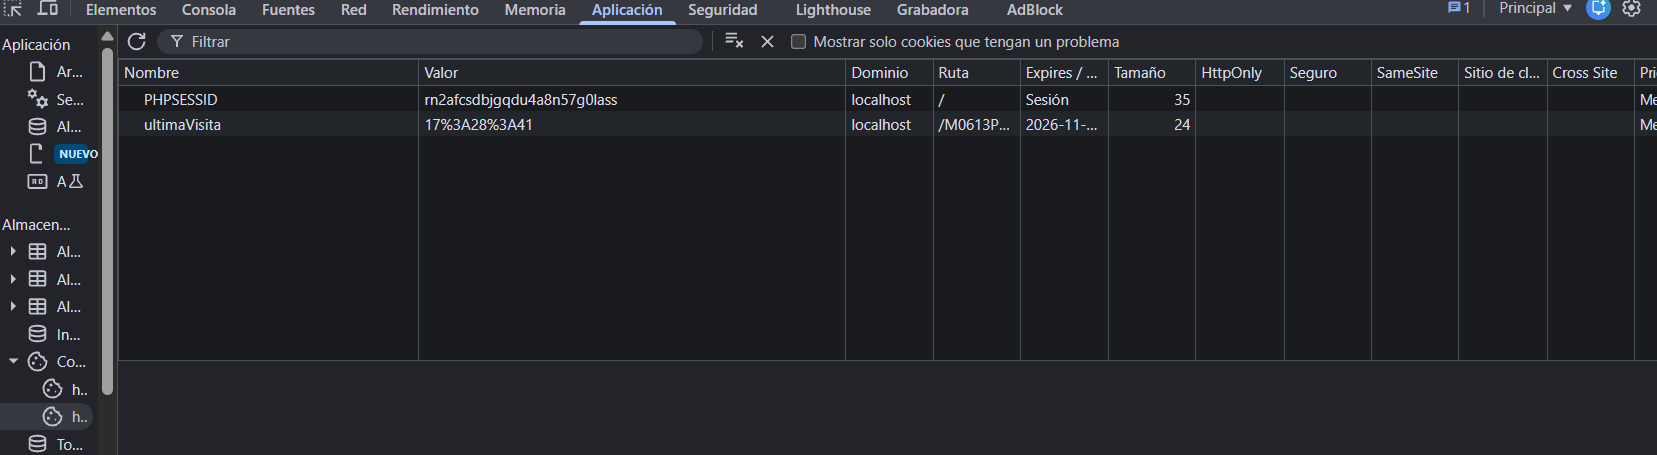 Elementos Consola Fuentes Red Rendimiento Memoria Aplicación Seguridad Lighthouse Grabadora AdBlock 1 Principal
Aplicación
Ar...
Se...
Al...
NUEVO
A
Almacen...
Al...
Al...
Al...
In...
Co...
h..
h..
To...
Filtrar Mostrar solo cookies que tengan un problema
Nombre Valor Dominio Ruta Expires / ... Tamaño HttpOnly Seguro SameSite Sitio de cl... Cross Site Pri
PHPSESSID rn2afcsdbjgqdu4a8n57g0lass localhost / Sesión 35 Me
ultimaVisita 17%3A28%3A41 localhost /M0613P... 2026-11-... 24 Me